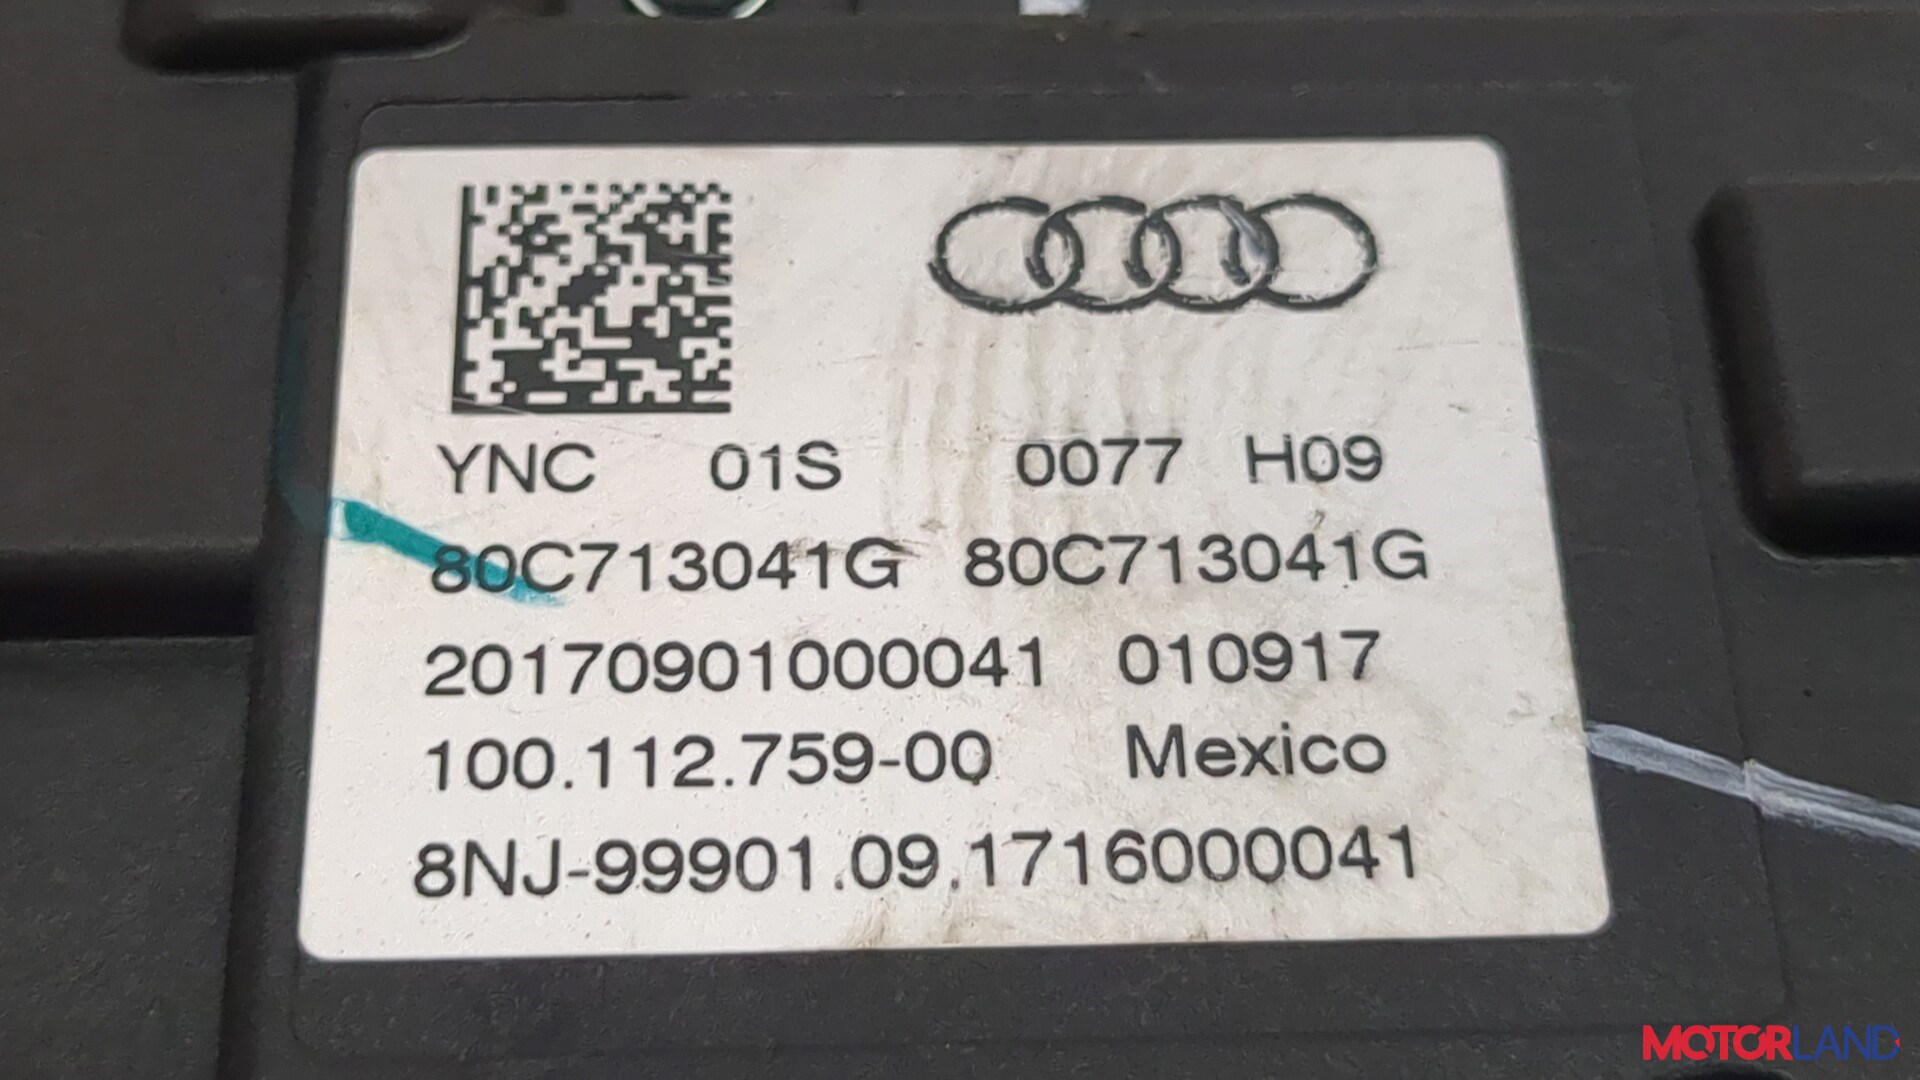 YNC 01S 0077 H09
80C713041G 80C713041G
20170901000041 010917
100.112.759-00 Mexico
8NJ-99901.09.1716000041
MOTORLAND